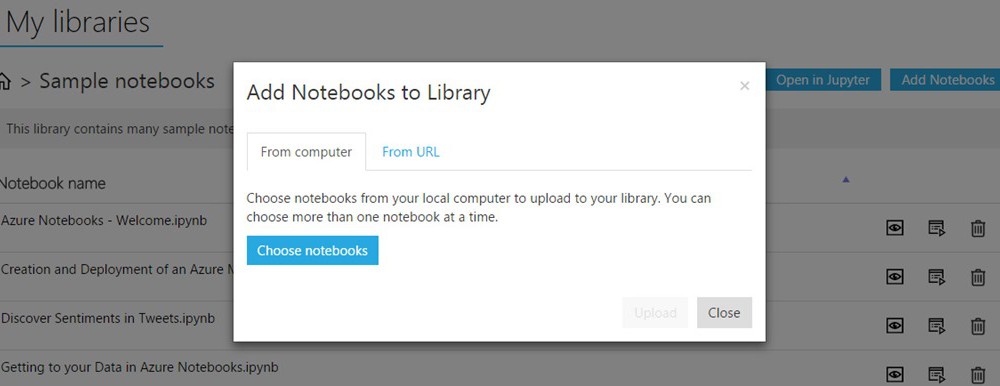 My libraries
> Sample notebooks
Open in Jupyter
Add Notebooks
This library contains many sample note
Notebook name
Azure Notebooks - Welcome.ipynb
Creation and Deployment of an Azure M
Discover Sentiments in Tweets.ipynb
Getting to your Data in Azure Notebooks.ipynb
Add Notebooks to Library
×
From computer
From URL
Choose notebooks from your local computer to upload to your library. You can
choose more than one notebook at a time.
Choose notebooks
Upload
Close